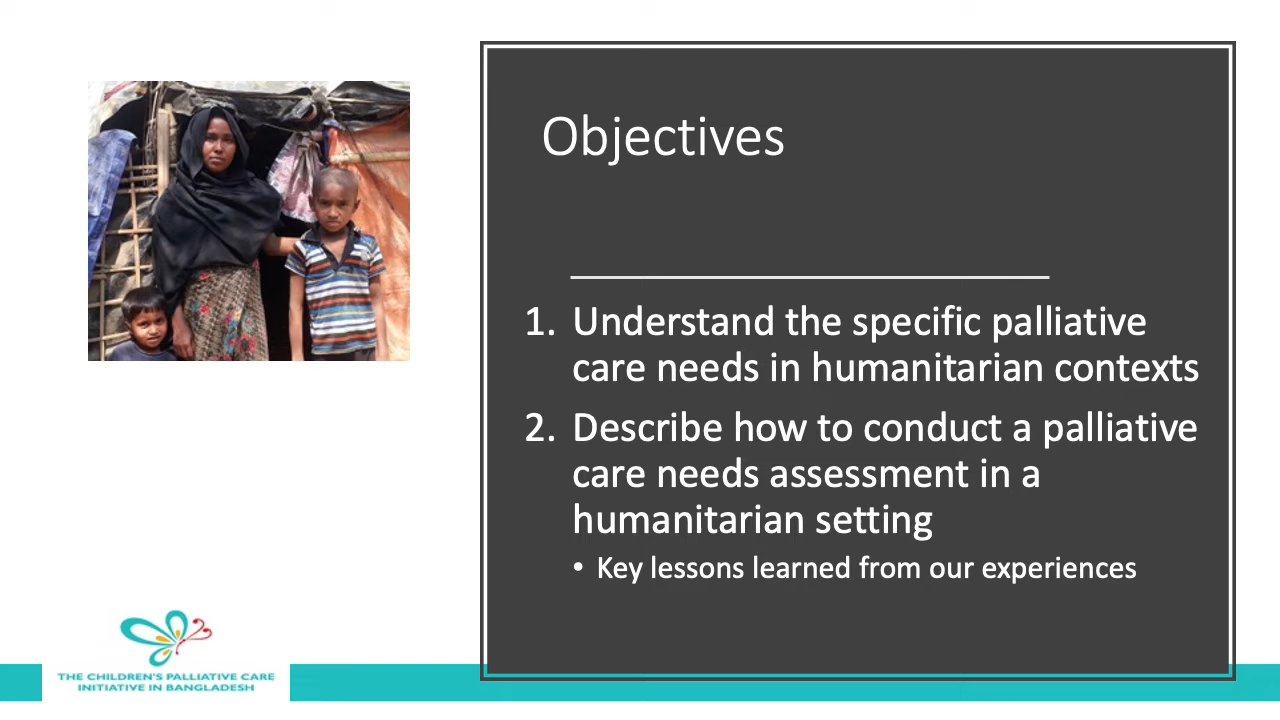 Objectives
1. Understand the specific palliative
care needs in humanitarian contexts
2. Describe how to conduct a palliative
care needs assessment in a
humanitarian setting
• Key lessons learned from our experiences
THE CHILDREN'S PALLIATIVE CARE
INITIATIVE IN BANGLADESH